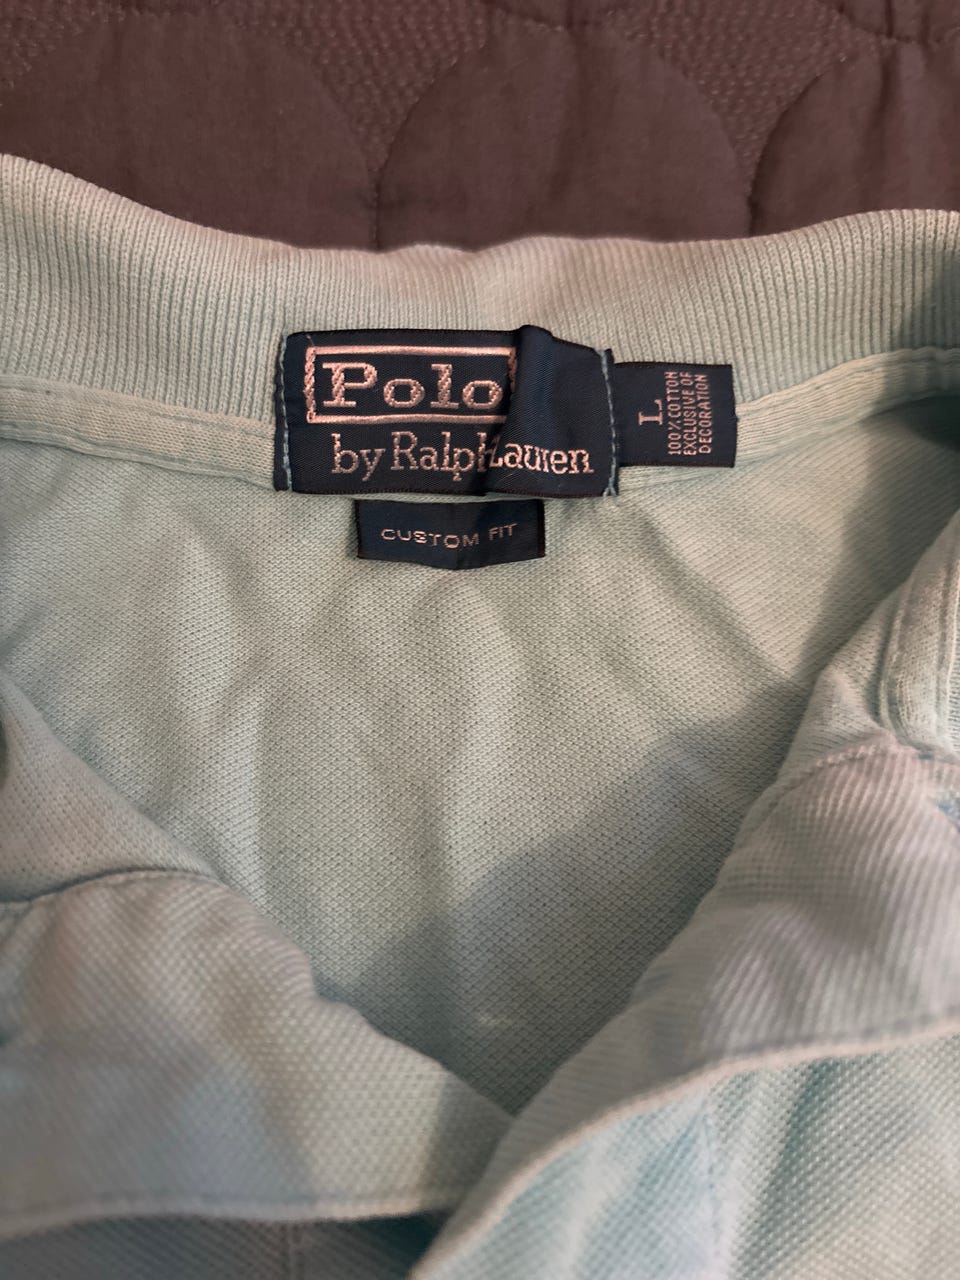 Polo
by Ralph Lauren
L
100% COTTON
EXCLUSIVE OF
DECORATION
CUSTOM FIT